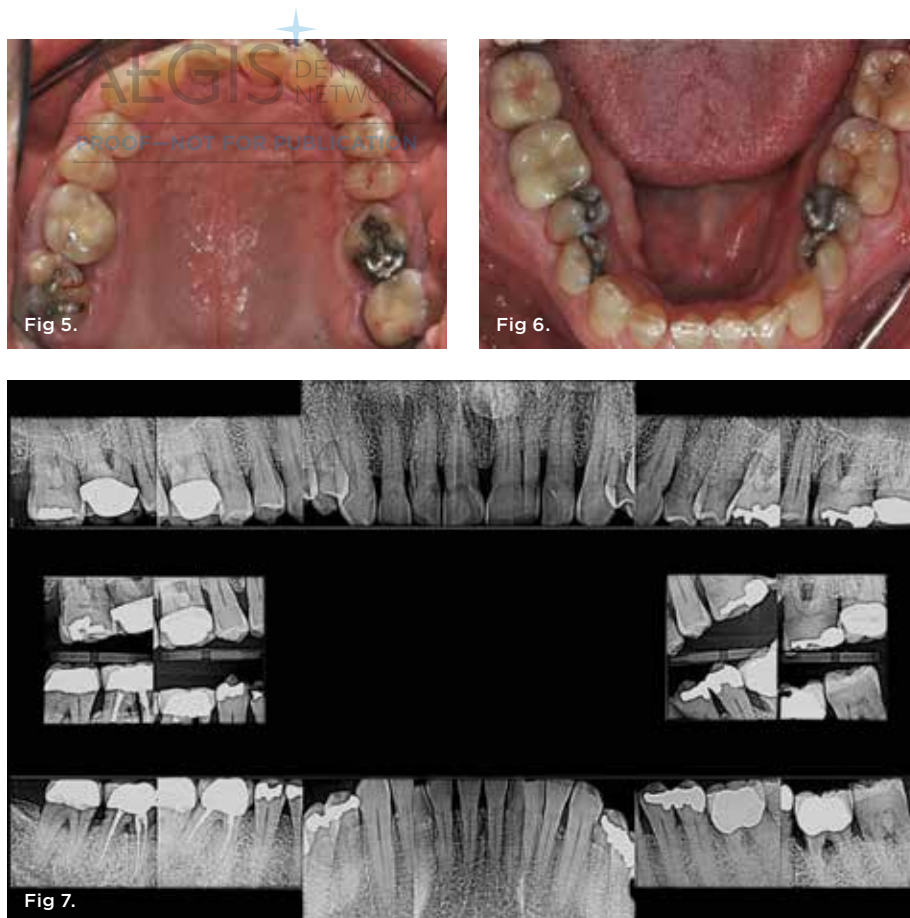 AEGIS
DENTAL
NETWORK
PROOF—NOT FOR PUBLICATION
Fig 5.
Fig 6.
Fig 7.